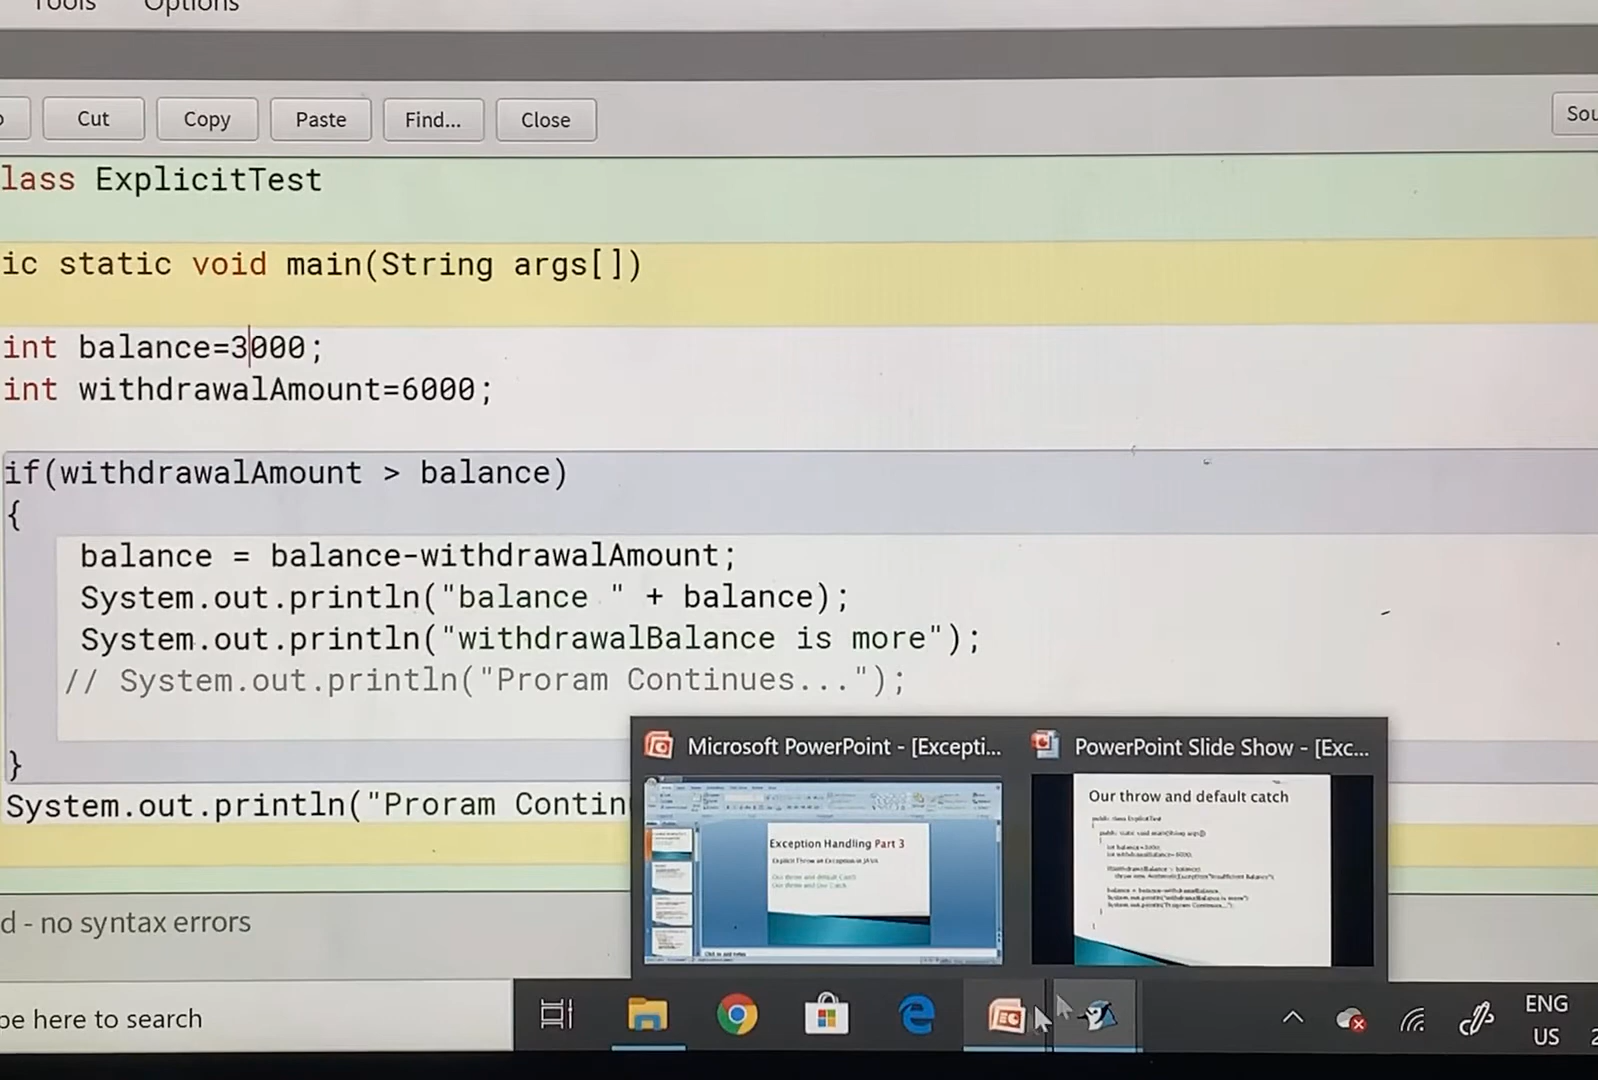 Tools Options
Cut Copy Paste Find... Close
lass ExplicitTest
ic static void main(String args[])
int balance=3000;
int withdrawalAmount=6000;
if(withdrawalAmount > balance)
{
balance = balance-withdrawalAmount;
System.out.println("balance " + balance);
System.out.println("withdrawalBalance is more");
// System.out.println("Proram Continues...");
}
System.out.println("Proram Contin
d - no syntax errors
Microsoft PowerPoint - [Excepti...
PowerPoint Slide Show - [Exc...
Exception Handling Part 3
Our throw and default catch
pe here to search
ENG
US